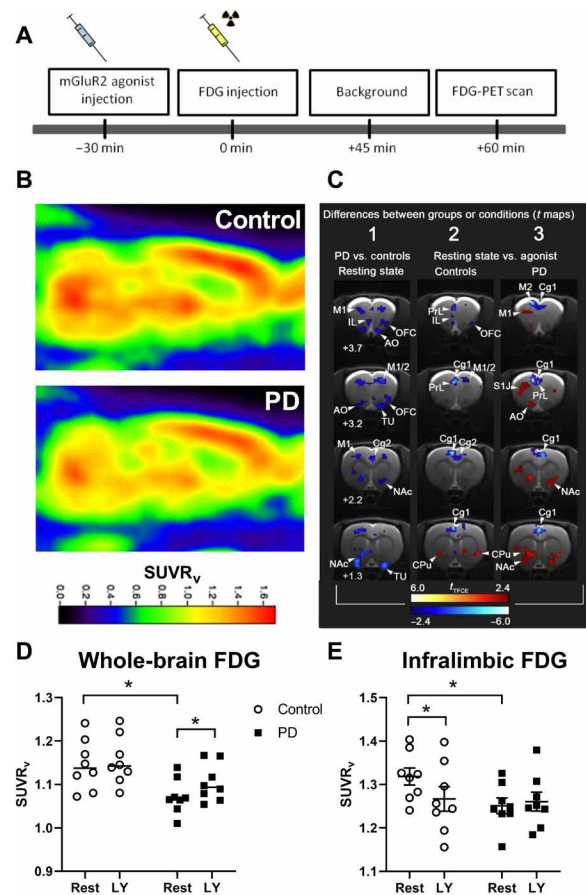 A
mGluR2 agonist
injection
FDG injection
Background
FDG-PET scan
−30 min
0 min
+45 min
+60 min
B
Control
PD
SUVRv
0.0
0.2
0.4
0.6
0.8
1.0
1.2
1.4
1.6
C
Differences between groups or conditions (t maps)
1
2
3
PD vs. controls
Resting state vs. agonist
Resting state
Controls
PD
M1
IL
OFC
AO
+3.7
PrL
IL
OFC
M2
Cg1
M1
M1/2
AO
OFC
TU
+3.2
Cg1
M1/2
PrL
S1J
Cg1
PrL
AO
M1
Cg2
NAc
+2.2
Cg1
Cg2
Cg1
NAc
NAc
TU
+1.3
Cg1
CPu
CPu
Cg1
CPu
NAc
6.0
tTFCE
2.4
−2.4
−6.0
D
Whole-brain FDG
*
*
Control
PD
SUVRv
1.3
1.2
1.1
1.0
0.9
Rest
LY
Rest
LY
E
Infralimbic FDG
*
*
SUVRv
1.5
1.4
1.3
1.2
1.1
Rest
LY
Rest
LY